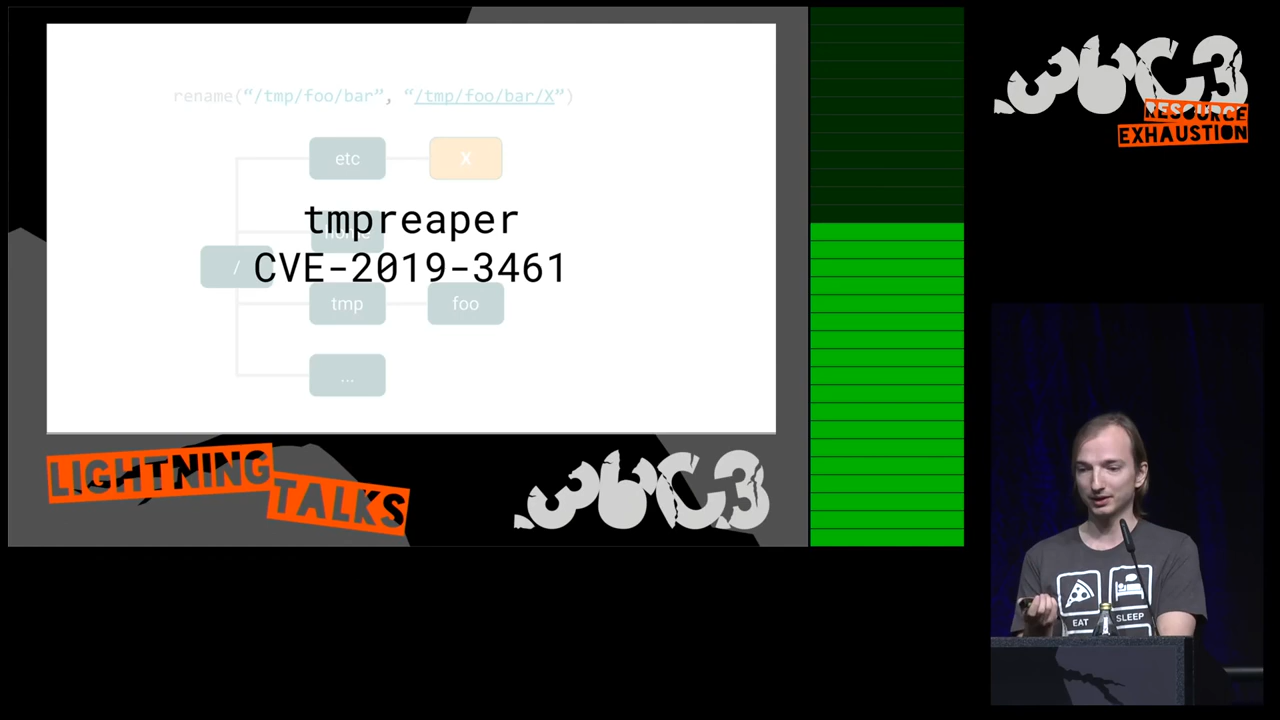 rename(“/tmp/foo/bar”, “/tmp/foo/bar/X”)
etc
X
tmpreaper
home
/
CVE-2019-3461
tmp
foo
...
LIGHTNING
TALKS
36C3
36C3
RESOURCE
EXHAUSTION
EAT
SLEEP